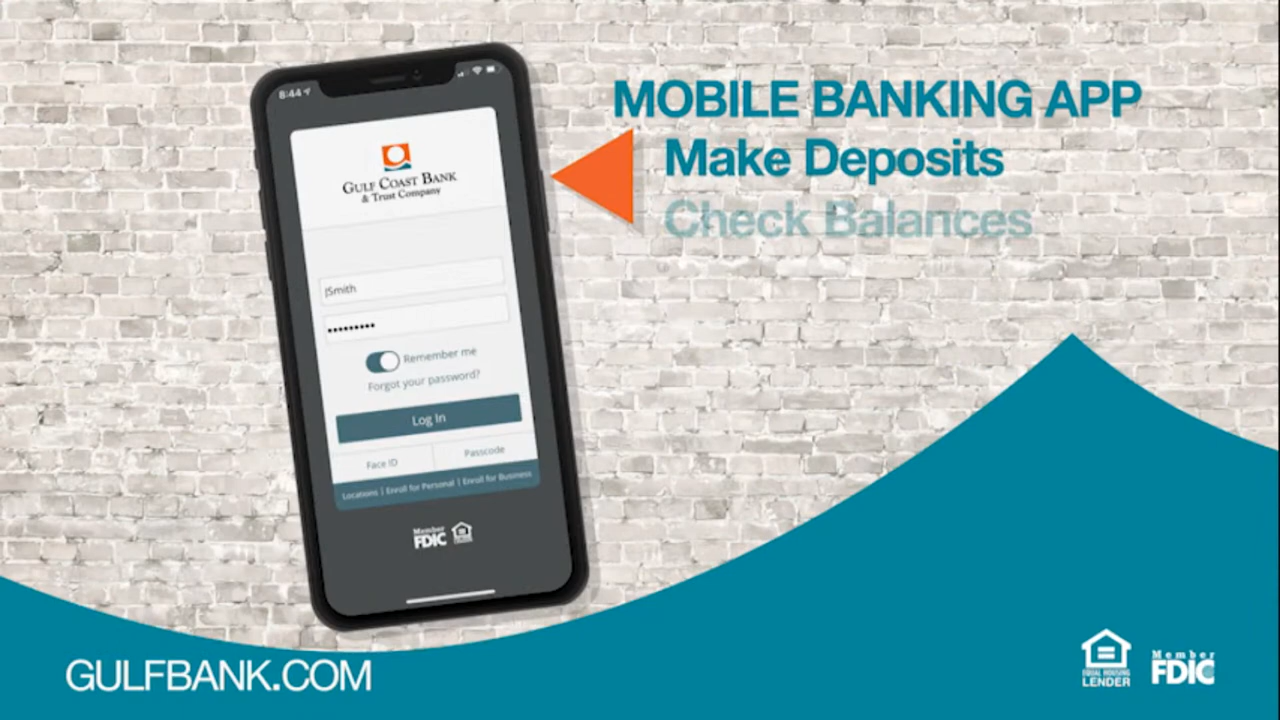 MOBILE BANKING APP
Make Deposits
Check Balances
8:44
GULF COAST BANK
& Trust Company
JSmith
•••••••••
Remember me
Forgot your password?
Log In
Face ID
Passcode
Locations | Enroll for Personal | Enroll for Business
Member
FDIC
GULFBANK.COM
EQUAL HOUSING
LENDER
Member
FDIC